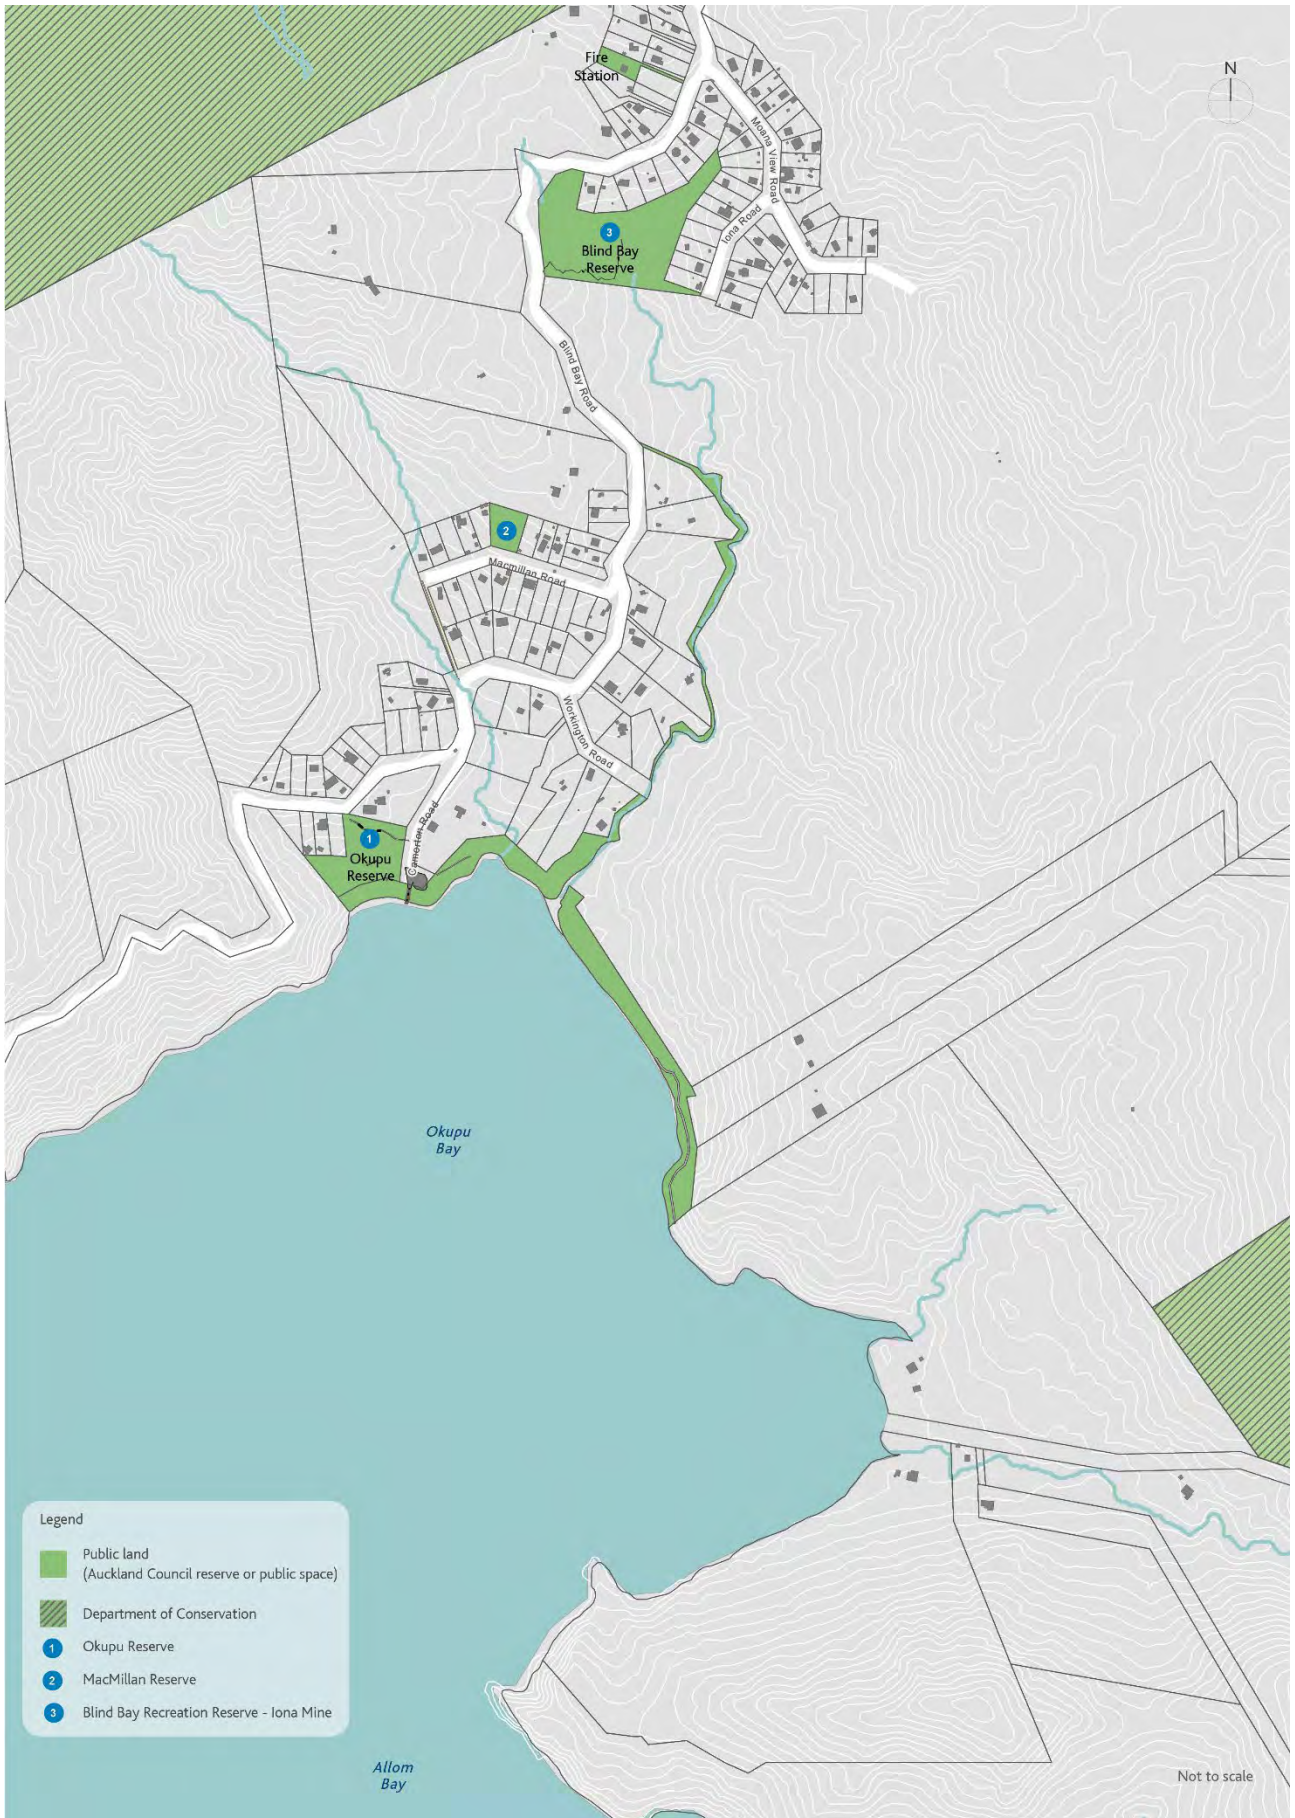 Fire
Station
N
Moana View Road
3
Blind Bay
Reserve
Iona Road
Blind Bay Road
2
Macmillan Road
Workington Road
Camerton Road
1
Okupu
Reserve
Okupu
Bay
Legend
Public land
(Auckland Council reserve or public space)
Department of Conservation
1 Okupu Reserve
2 MacMillan Reserve
3 Blind Bay Recreation Reserve - Iona Mine
Allom
Bay
Not to scale